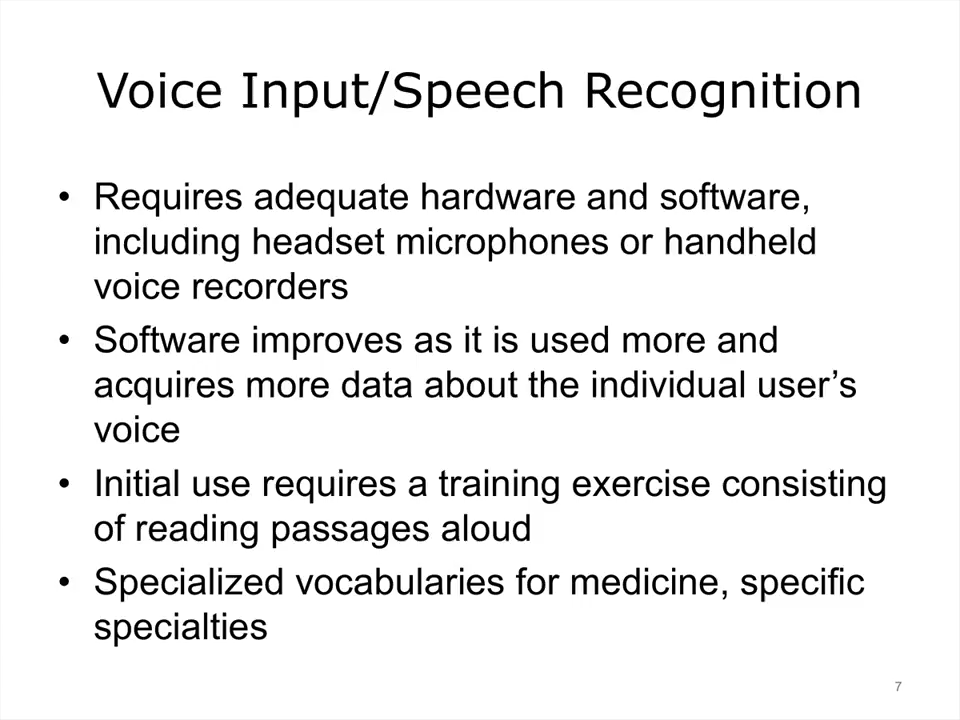 Voice Input/Speech Recognition
• Requires adequate hardware and software,
including headset microphones or handheld
voice recorders
• Software improves as it is used more and
acquires more data about the individual user’s
voice
• Initial use requires a training exercise consisting
of reading passages aloud
• Specialized vocabularies for medicine, specific
specialties
7